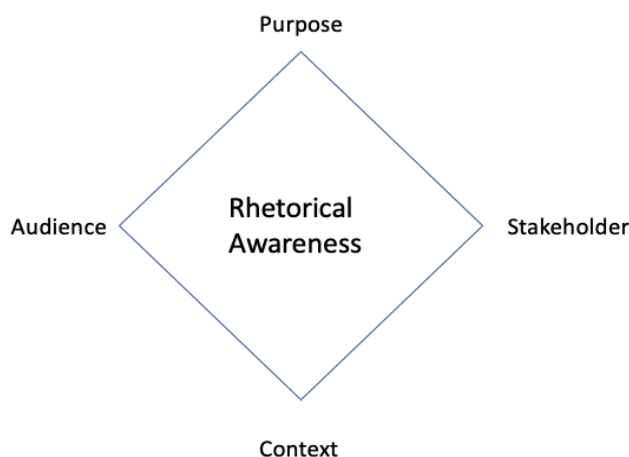 Purpose
Rhetorical
Awareness
Audience
Stakeholder
Context